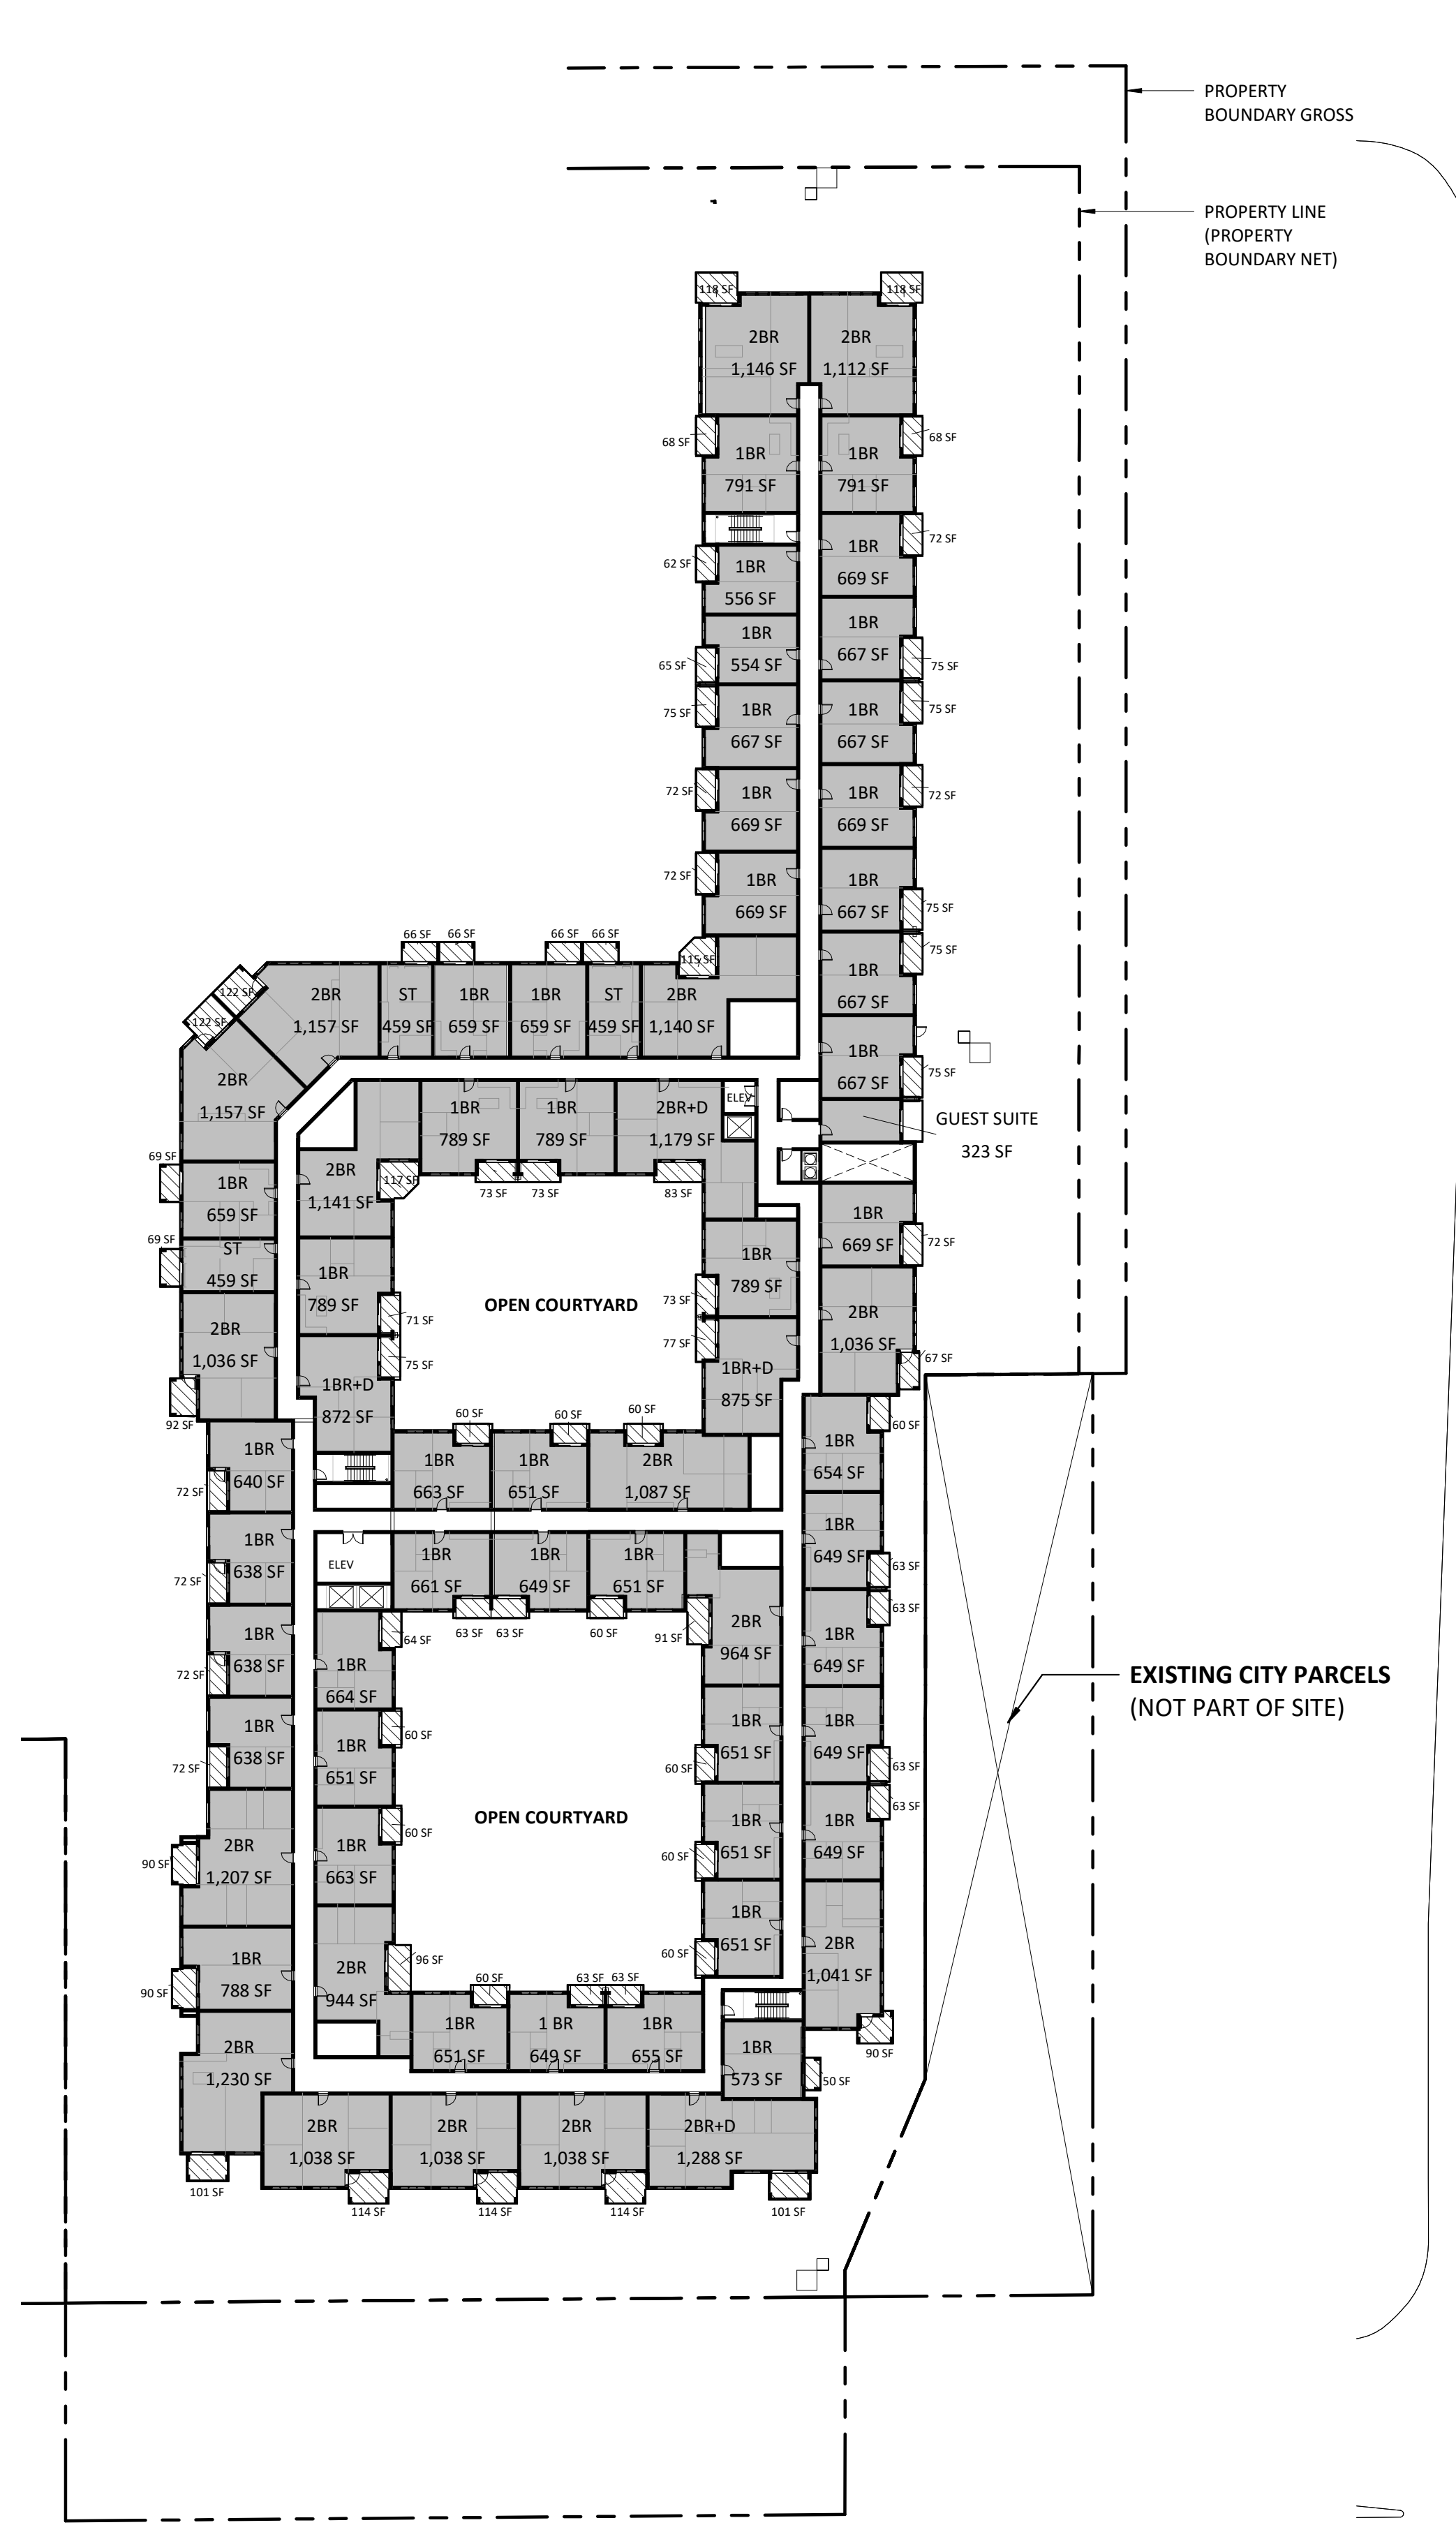 PROPERTY
BOUNDARY GROSS
PROPERTY LINE
(PROPERTY
BOUNDARY NET)
118 SF
118 SF
2BR
1,146 SF
2BR
1,112 SF
68 SF
1BR
791 SF
1BR
791 SF
68 SF
62 SF
1BR
556 SF
1BR
669 SF
72 SF
65 SF
1BR
554 SF
1BR
667 SF
75 SF
75 SF
1BR
667 SF
1BR
667 SF
75 SF
72 SF
1BR
669 SF
1BR
669 SF
72 SF
72 SF
1BR
669 SF
1BR
667 SF
75 SF
66 SF
66 SF
66 SF
66 SF
115 SF
1BR
667 SF
75 SF
122 SF
122 SF
2BR
1,157 SF
ST
459 SF
1BR
659 SF
1BR
659 SF
ST
459 SF
2BR
1,140 SF
1BR
667 SF
75 SF
2BR
1,157 SF
1BR
789 SF
1BR
789 SF
2BR+D
1,179 SF
ELEV
GUEST SUITE
323 SF
69 SF
1BR
659 SF
2BR
1,141 SF
117 SF
73 SF
73 SF
83 SF
69 SF
ST
459 SF
1BR
789 SF
71 SF
OPEN COURTYARD
1BR
789 SF
73 SF
1BR
669 SF
72 SF
2BR
1,036 SF
92 SF
1BR+D
872 SF
75 SF
77 SF
1BR+D
875 SF
2BR
1,036 SF
67 SF
60 SF
60 SF
60 SF
60 SF
1BR
640 SF
72 SF
1BR
663 SF
1BR
651 SF
2BR
1,087 SF
1BR
654 SF
1BR
638 SF
72 SF
ELEV
1BR
661 SF
1BR
649 SF
1BR
651 SF
1BR
649 SF
63 SF
63 SF
63 SF
60 SF
91 SF
2BR
964 SF
63 SF
1BR
638 SF
72 SF
64 SF
1BR
664 SF
1BR
649 SF
EXISTING CITY PARCELS
(NOT PART OF SITE)
1BR
638 SF
72 SF
1BR
651 SF
60 SF
1BR
651 SF
60 SF
1BR
649 SF
63 SF
OPEN COURTYARD
2BR
1,207 SF
90 SF
1BR
663 SF
60 SF
1BR
651 SF
60 SF
1BR
649 SF
63 SF
1BR
788 SF
90 SF
2BR
944 SF
96 SF
1BR
651 SF
60 SF
2BR
1,041 SF
90 SF
60 SF
63 SF
63 SF
1BR
651 SF
1 BR
649 SF
1BR
655 SF
1BR
573 SF
50 SF
2BR
1,230 SF
101 SF
2BR
1,038 SF
2BR
1,038 SF
2BR
1,038 SF
2BR+D
1,288 SF
114 SF
114 SF
114 SF
101 SF